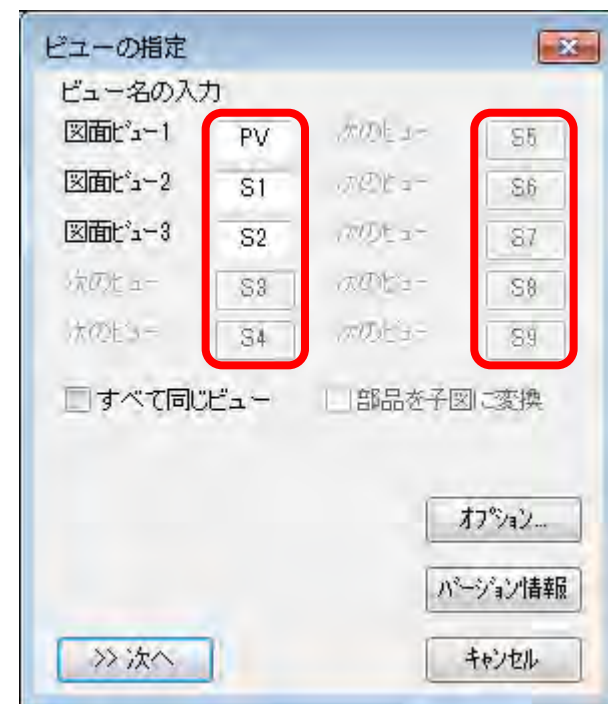 ビューの指定
ビュー名の入力
図面ﾋﾞｭｰ1 PV 次のﾋﾞｭｰ S5
図面ﾋﾞｭｰ2 S1 次のﾋﾞｭｰ S6
図面ﾋﾞｭｰ3 S2 次のﾋﾞｭｰ S7
次のﾋﾞｭｰ S3 次のﾋﾞｭｰ S8
次のﾋﾞｭｰ S4 次のﾋﾞｭｰ S9
すべて同じビュー 部品を子図に変換
ｵﾌﾟｼｮﾝ...
ﾊﾞｰｼﾞｮﾝ情報
>> 次へ ｷｬﾝｾﾙ